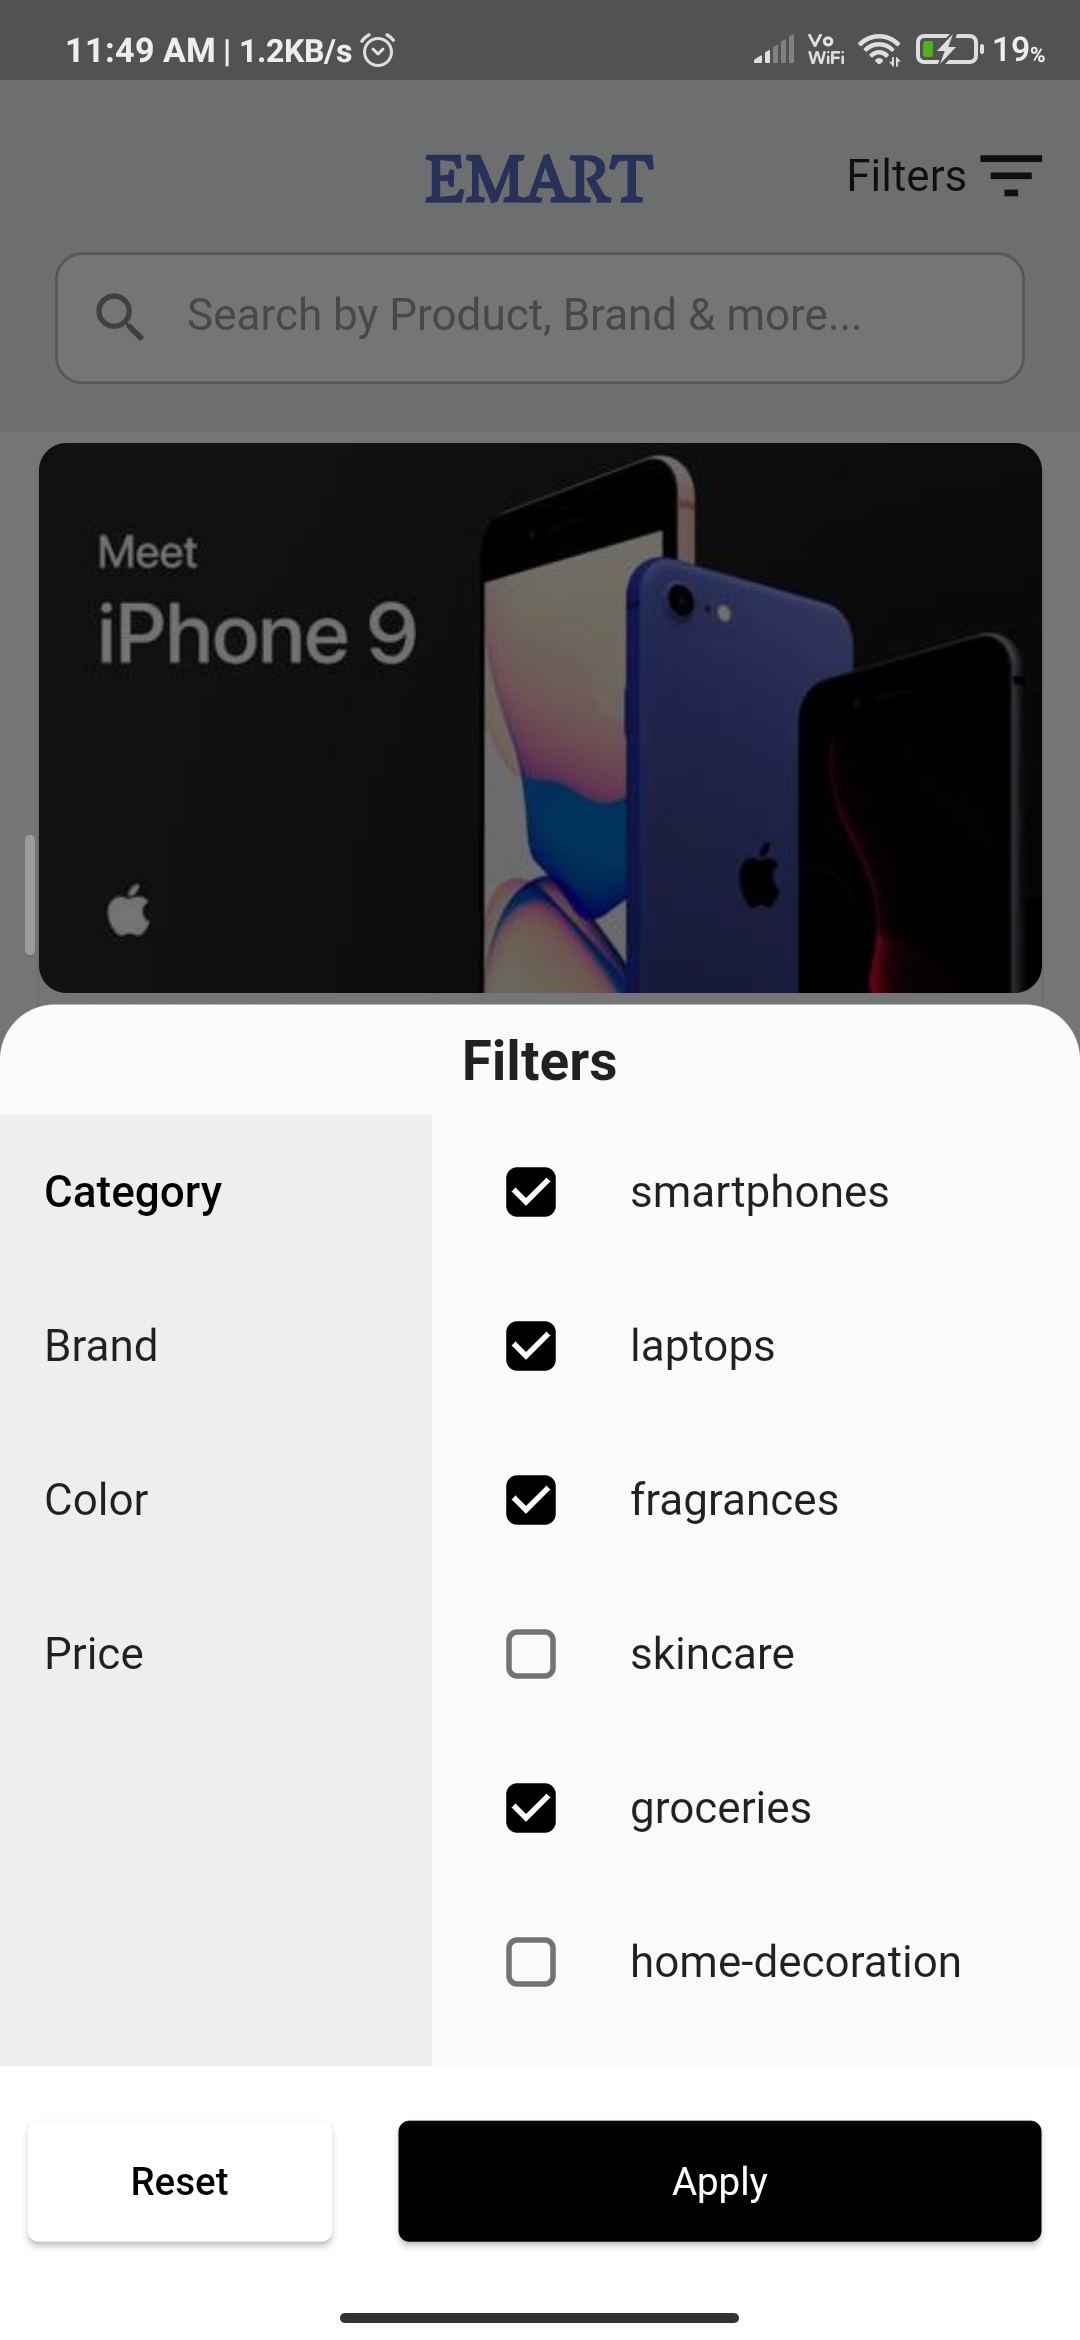 11:49 AM | 1.2KB/s
Vo
WiFi
19%
EMART
Filters
Search by Product, Brand & more...
Meet
iPhone 9
Filters
Category
smartphones
Brand
laptops
Color
fragrances
Price
skincare
groceries
home-decoration
Reset
Apply